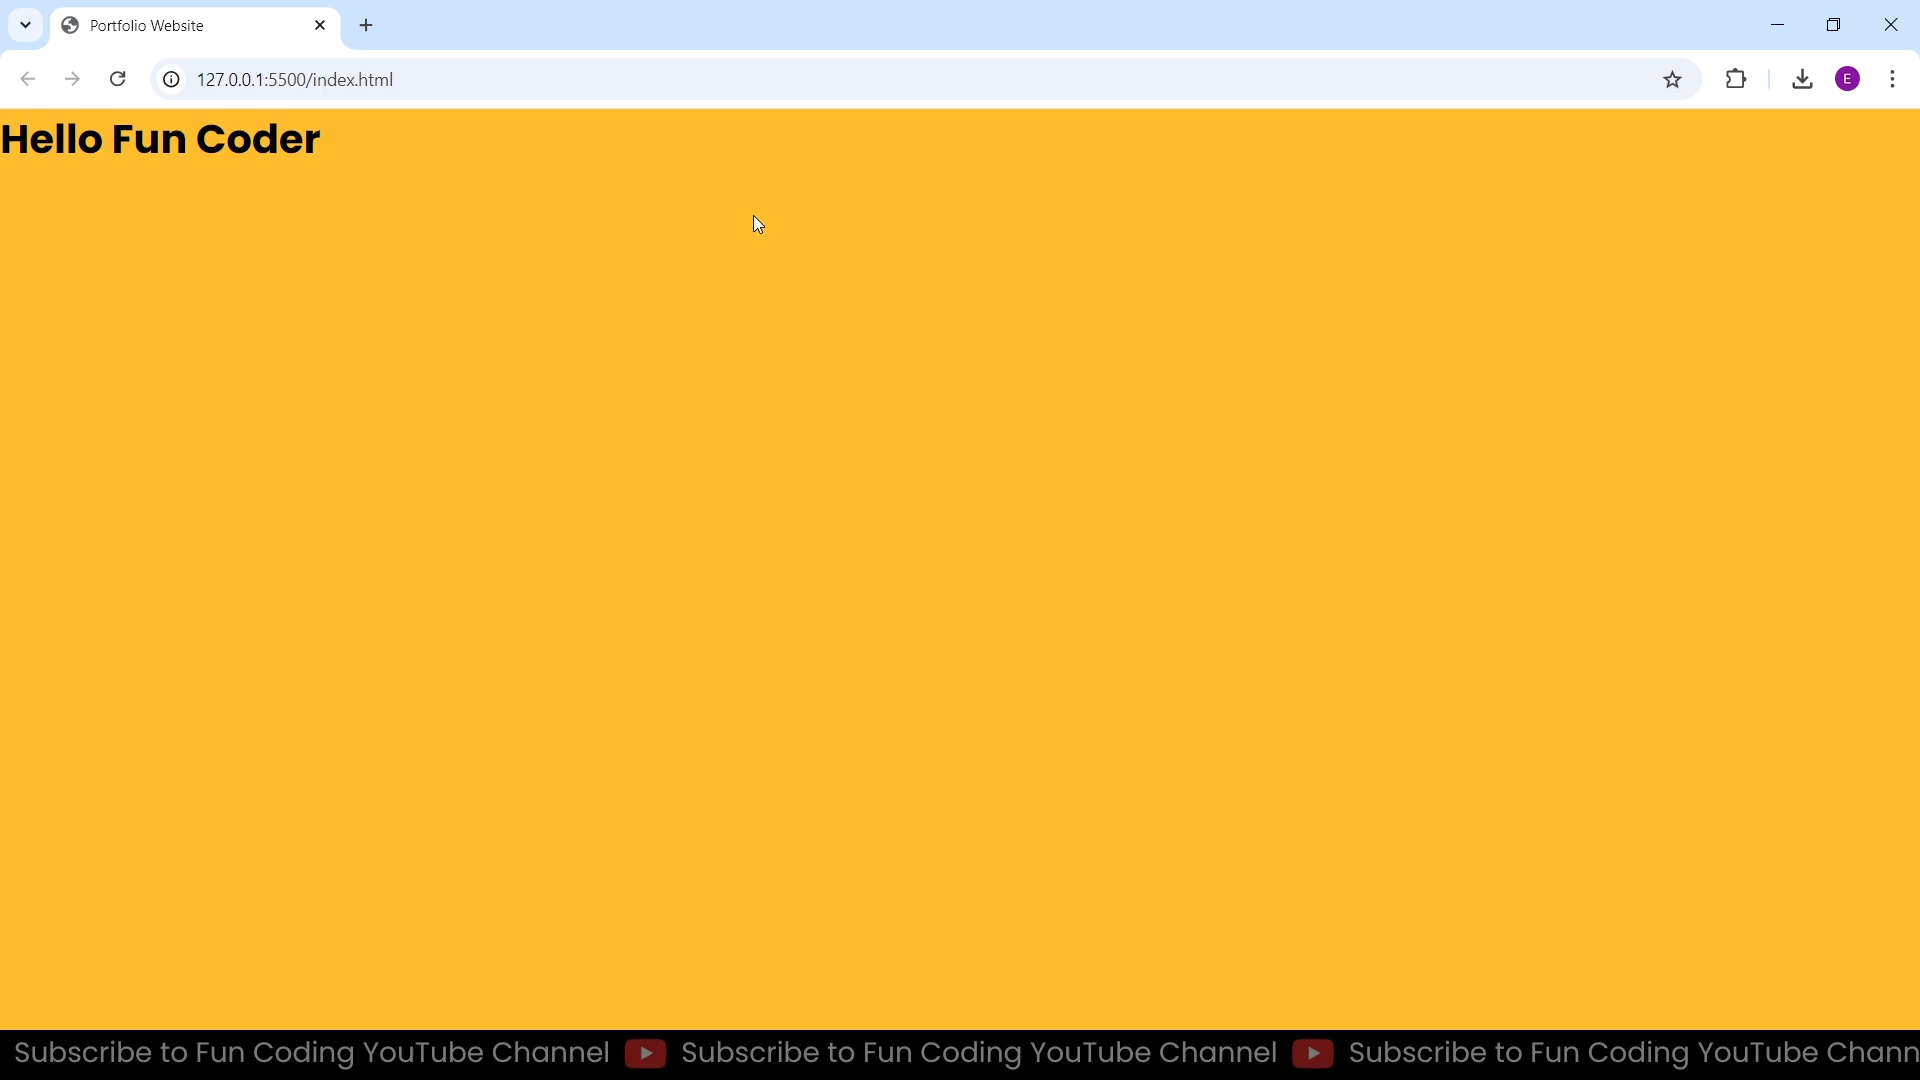 Portfolio Website
127.0.0.1:5500/index.html
E
Hello Fun Coder
Subscribe to Fun Coding YouTube Channel Subscribe to Fun Coding YouTube Channel Subscribe to Fun Coding YouTube Chann